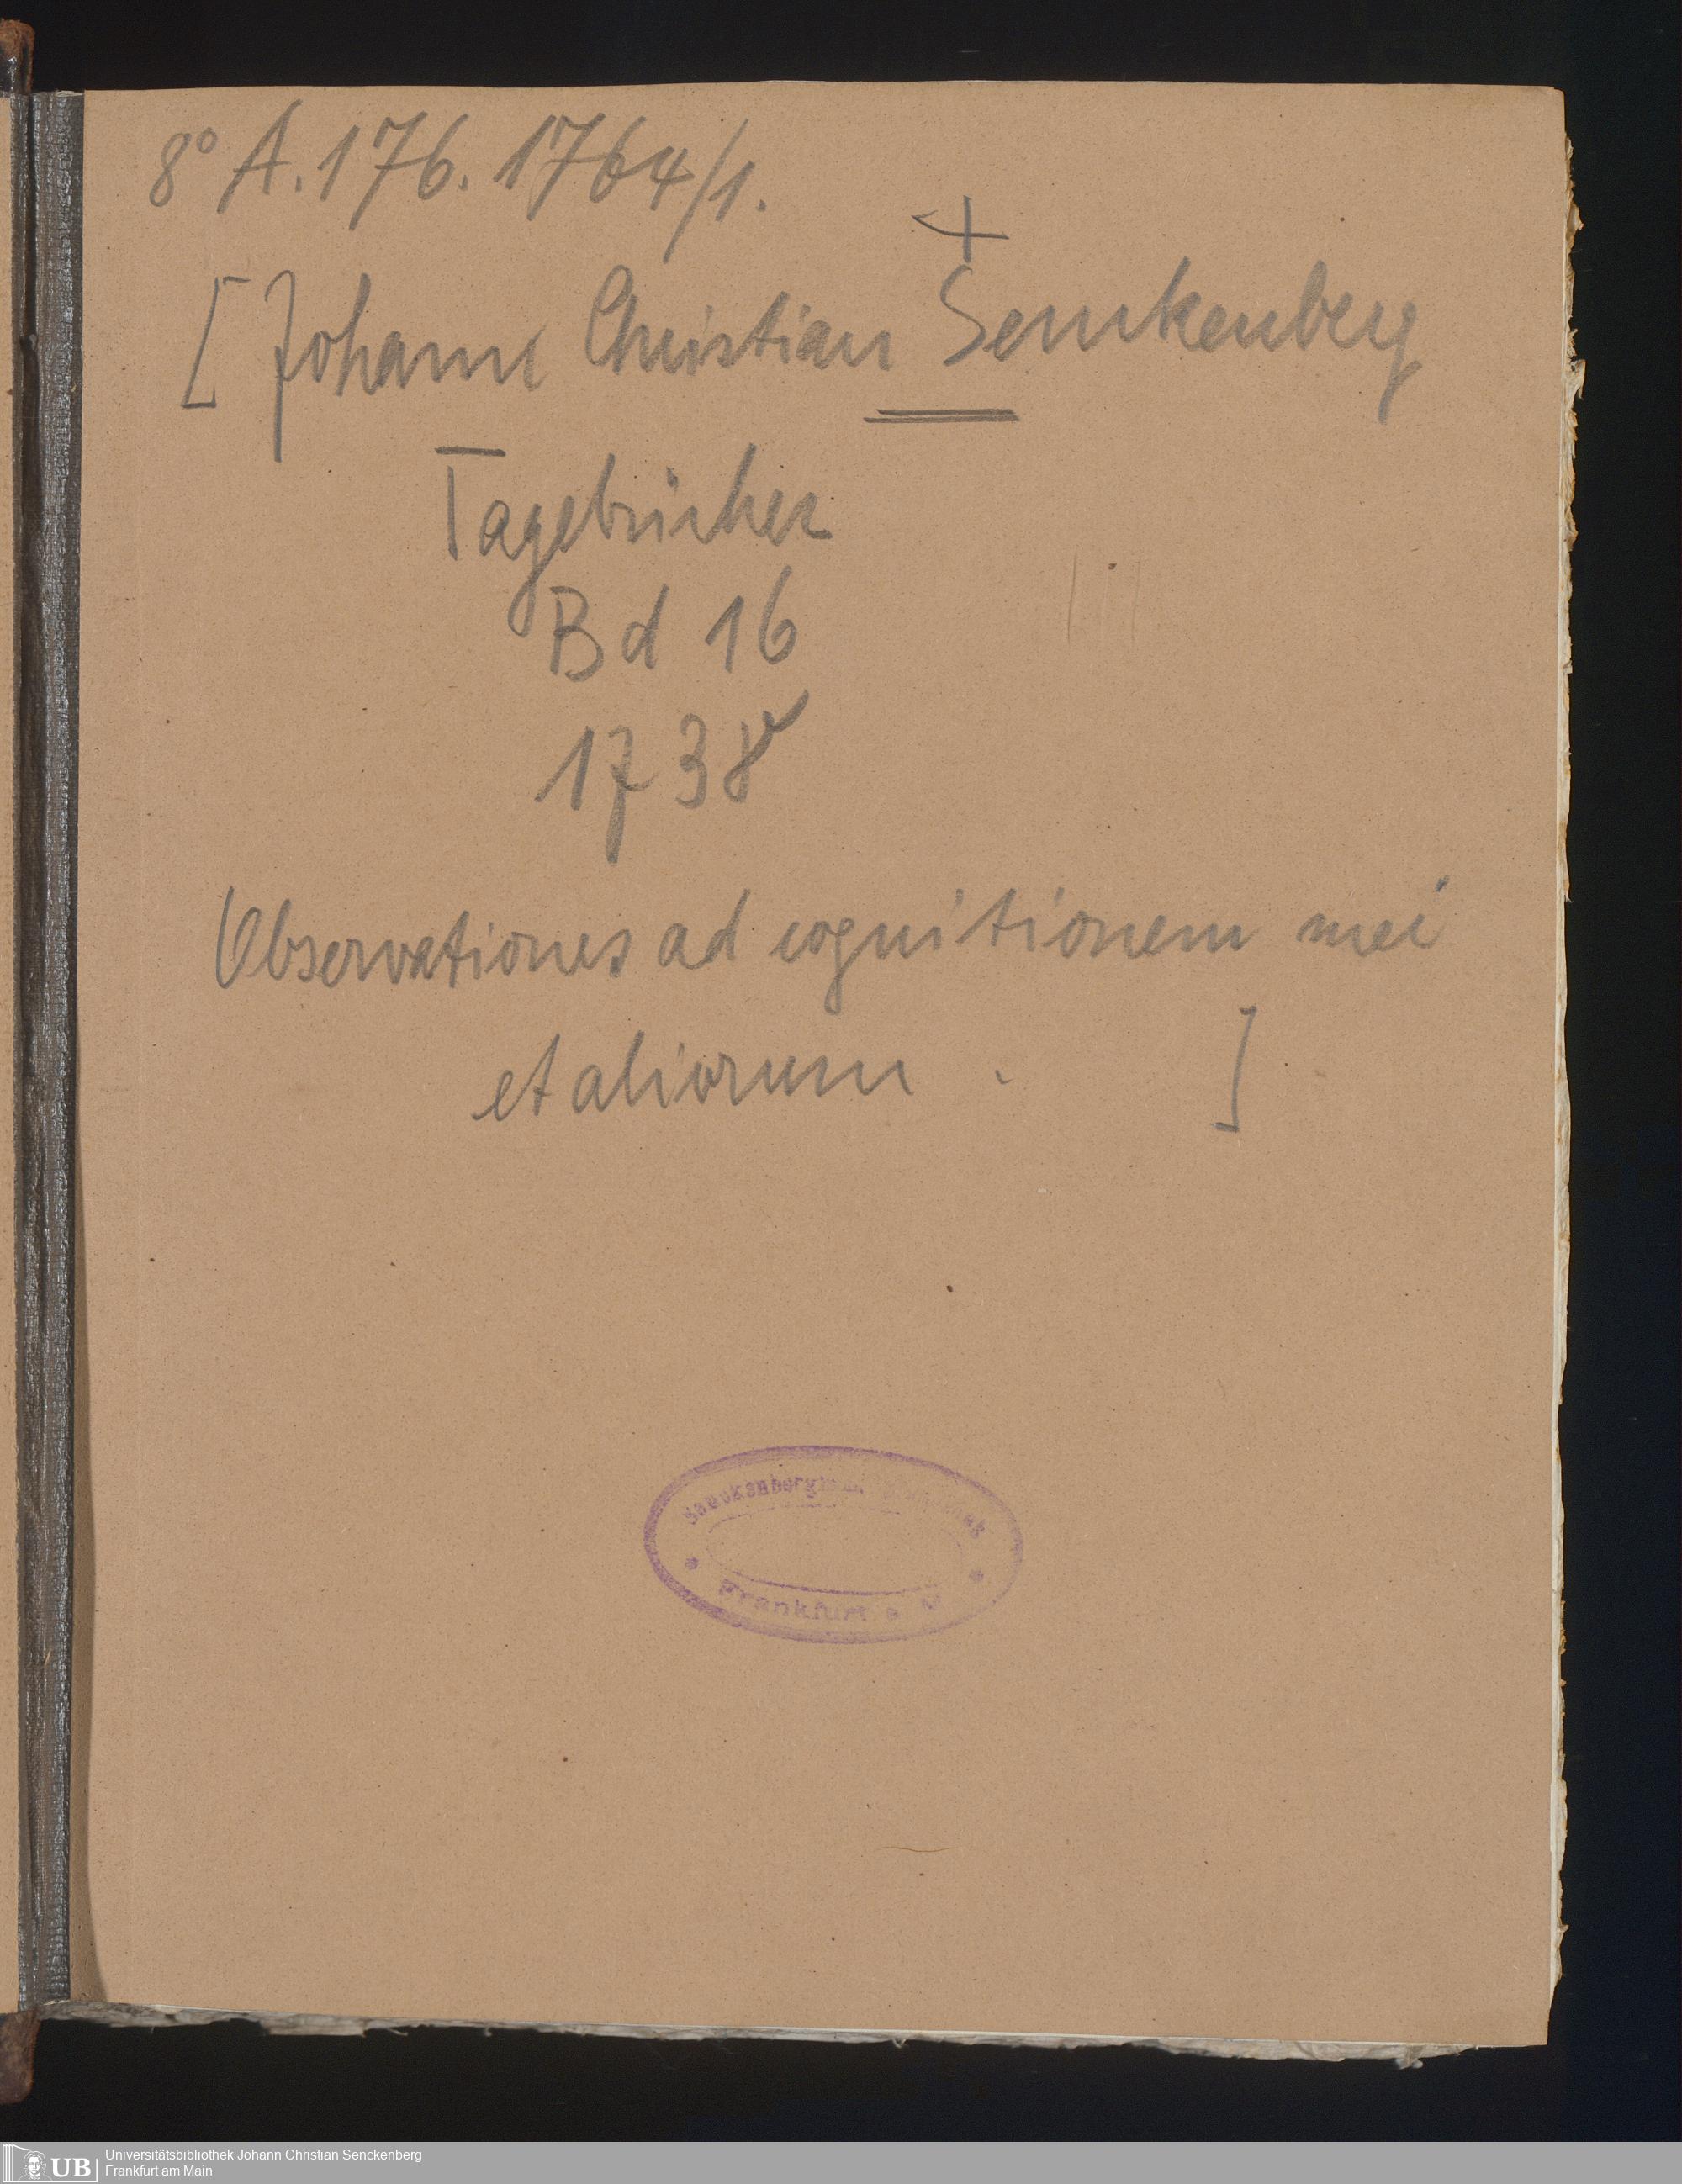 8° A. 176. 1764/1.
[Johann Christian Senckenberg
Tagebücher
Bd 16
1738
Observationes ad cognitionem mei
et aliorum. ]
Frankfurt a M
UB
Universitätsbibliothek Johann Christian Senckenberg
Frankfurt am Main